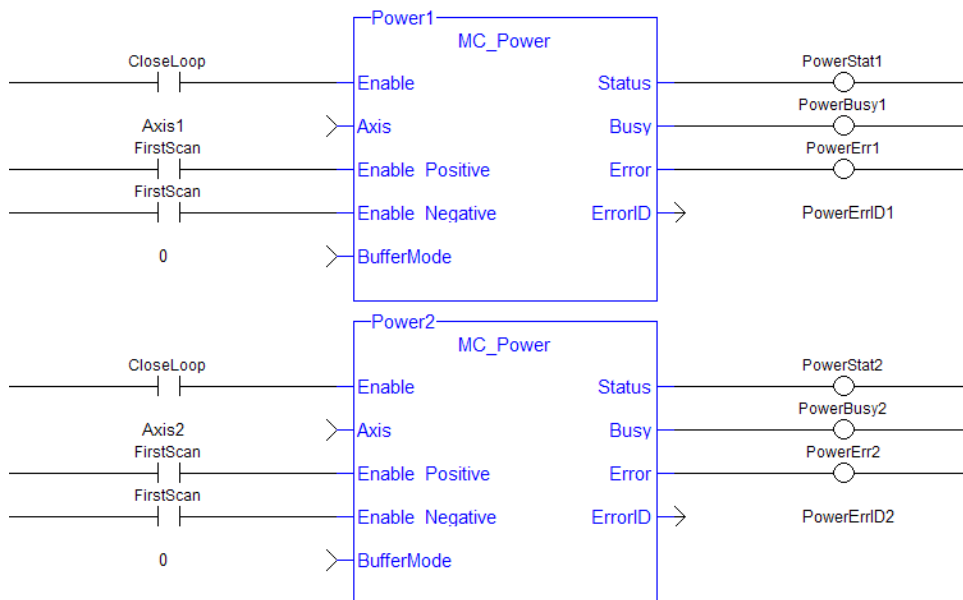 Power1
MC_Power
CloseLoop
Enable
Status
PowerStat1
Axis1
Axis
Busy
PowerBusy1
FirstScan
Enable Positive
Error
PowerErr1
FirstScan
Enable Negative
ErrorID
PowerErrID1
0
BufferMode
Power2
MC_Power
CloseLoop
Enable
Status
PowerStat2
Axis2
Axis
Busy
PowerBusy2
FirstScan
Enable Positive
Error
PowerErr2
FirstScan
Enable Negative
ErrorID
PowerErrID2
0
BufferMode